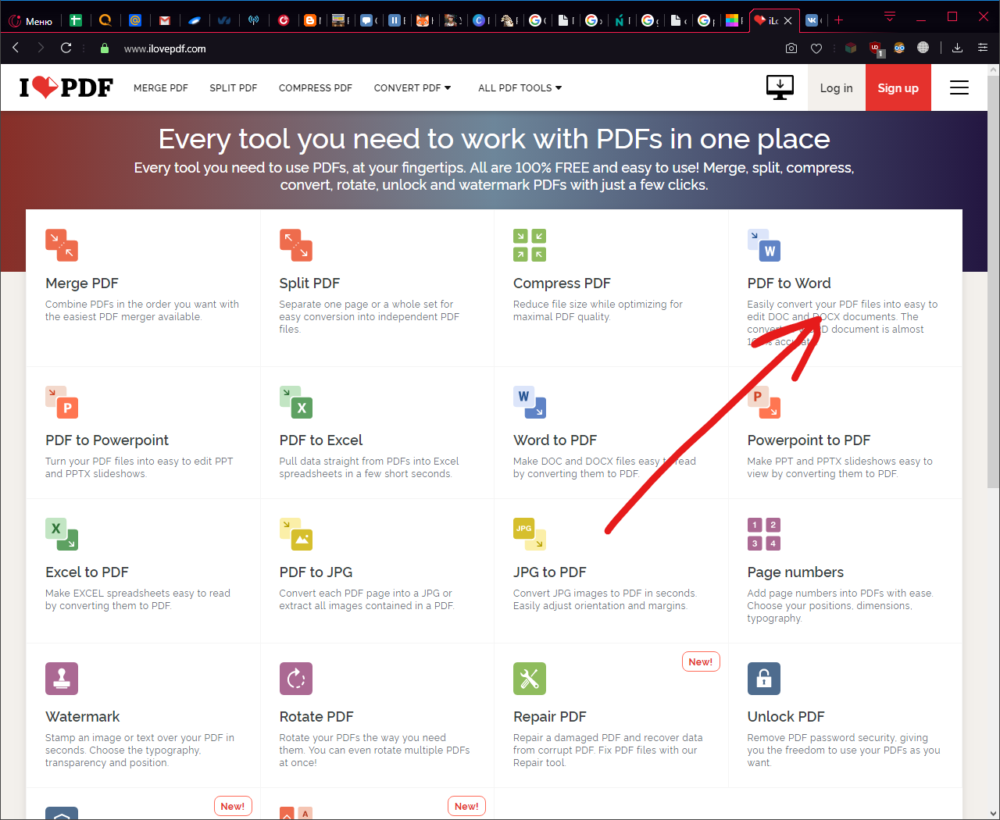 Меню
www.ilovepdf.com
1
I PDF
MERGE PDF
SPLIT PDF
COMPRESS PDF
CONVERT PDF
ALL PDF TOOLS
Log in
Sign up
Every tool you need to work with PDFs in one place
Every tool you need to use PDFs, at your fingertips. All are 100% FREE and easy to use! Merge, split, compress,
convert, rotate, unlock and watermark PDFs with just a few clicks.
Merge PDF
Combine PDFs in the order you want with
the easiest PDF merger available.
Split PDF
Separate one page or a whole set for
easy conversion into independent PDF
files.
Compress PDF
Reduce file size while optimizing for
maximal PDF quality.
W
PDF to Word
Easily convert your PDF files into easy to
edit DOC and DOCX documents. The
document is almost
P
PDF to Powerpoint
Turn your PDF files into easy to edit PPT
and PPTX slideshows.
X
PDF to Excel
Pull data straight from PDFs into Excel
spreadsheets in a few short seconds.
W
Word to PDF
Make DOC and DOCX files easy to read
by converting them to PDF.
P
Powerpoint to PDF
Make PPT and PPTX slideshows easy to
view by converting them to PDF.
X
Excel to PDF
Make EXCEL spreadsheets easy to read
by converting them to PDF.
PDF to JPG
Convert each PDF page into a JPG or
extract all images contained in a PDF.
JPG
JPG to PDF
Convert JPG images to PDF in seconds.
Easily adjust orientation and margins.
1 2
3 4
Page numbers
Add page numbers into PDFs with ease.
Choose your positions, dimensions,
typography.
Watermark
Stamp an image or text over your PDF in
seconds. Choose the typography,
transparency and position.
Rotate PDF
Rotate your PDFs the way you need
them. You can even rotate multiple PDFs
at once!
New!
Repair PDF
Repair a damaged PDF and recover data
from corrupt PDF. Fix PDF files with our
Repair tool.
Unlock PDF
Remove PDF password security, giving
you the freedom to use your PDFs as you
want.
New!
A
New!